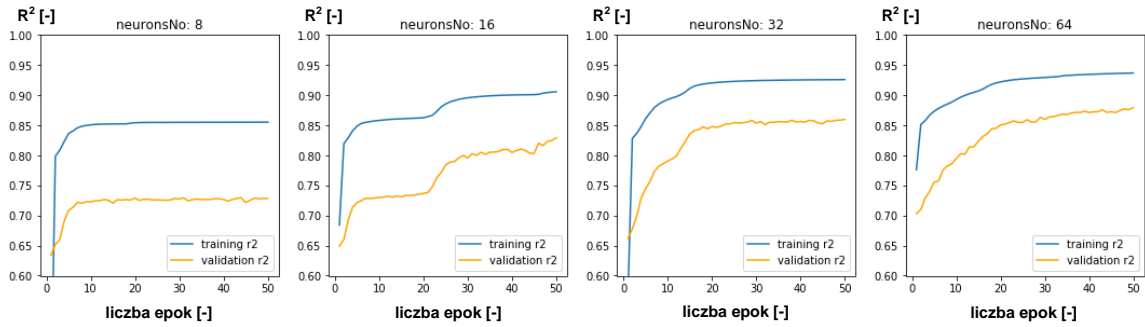 R² [-]
neuronsNo: 8
1.00
0.95
0.90
0.85
0.80
0.75
0.70
0.65
0.60
0 10 20 30 40 50
training r2
validation r2
liczba epok [-]
R² [-]
neuronsNo: 16
1.00
0.95
0.90
0.85
0.80
0.75
0.70
0.65
0.60
0 10 20 30 40 50
training r2
validation r2
liczba epok [-]
R² [-]
neuronsNo: 32
1.00
0.95
0.90
0.85
0.80
0.75
0.70
0.65
0.60
0 10 20 30 40 50
training r2
validation r2
liczba epok [-]
R² [-]
neuronsNo: 64
1.00
0.95
0.90
0.85
0.80
0.75
0.70
0.65
0.60
0 10 20 30 40 50
training r2
validation r2
liczba epok [-]